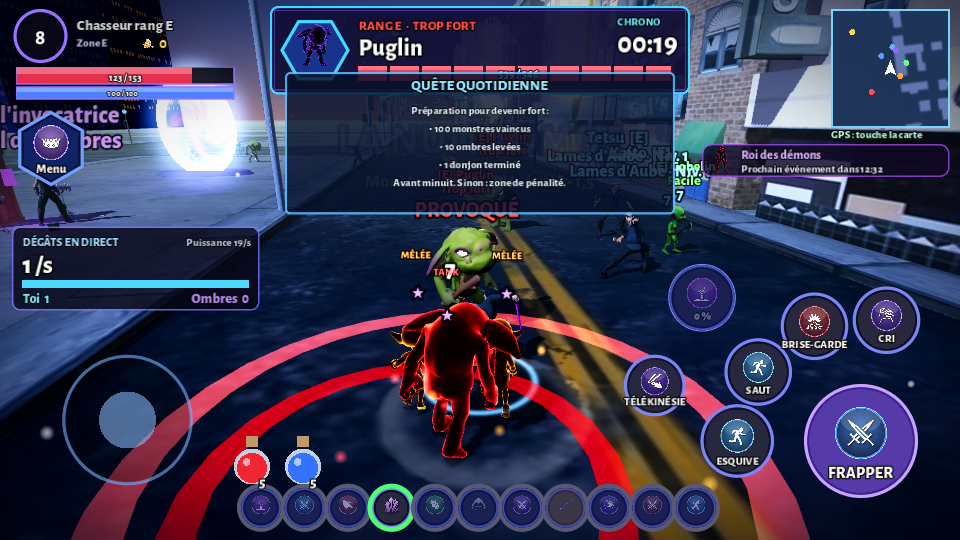 8
Chasseur rang E
Zone E
0
123/153
100/100
l'invocatrice
Menu
RANG E · TROP FORT
Puglin
CHRONO
00:19
QUÊTE QUOTIDIENNE
Préparation pour devenir fort :
• 100 monstres vaincus
• 10 ombres levées
• 1 donjon terminé
Avant minuit. Sinon : zone de pénalité.
GPS : touche la carte
Roi des démons
Prochain événement dans 12:32
Tetsu [E]
Lames d'Aube
Lames d'Aube
PROVOQUÉ
DÉGÂTS EN DIRECT
Puissance 19/s
1 /s
Toi 1
Ombres 0
MÊLÉE
MÊLÉE
TANK
7
7
0 %
BRISE-GARDE
CRI
SAUT
TÉLÉKINÉSIE
ESQUIVE
FRAPPER
5
5